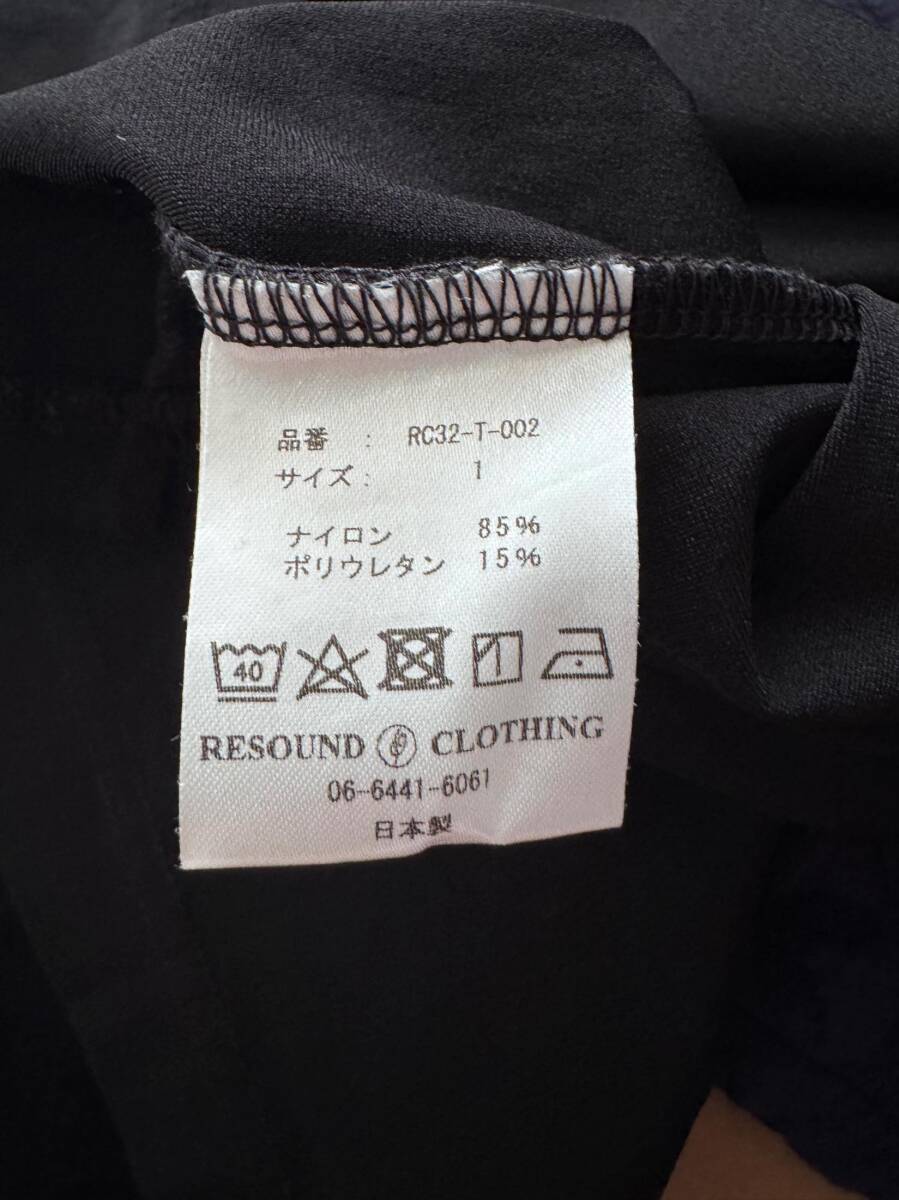 品番 : RC32-T-002
サイズ: 1
ナイロン 85%
ポリウレタン 15%
40
RESOUND CLOTHING
06-6441-6061
日本製